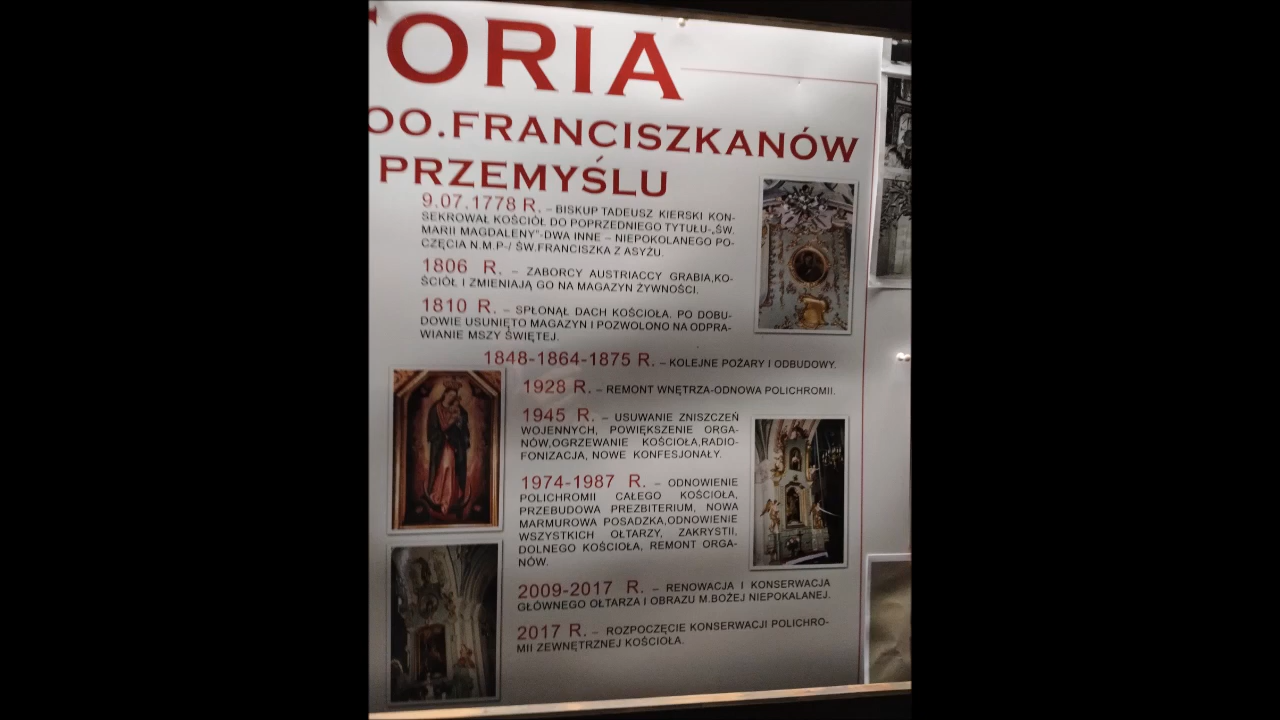 ORIA
OO.FRANCISZKANÓW
PRZEMYŚLU
9.07.1778 R. – BISKUP TADEUSZ KIERSKI KON-
SEKROWAŁ KOŚCIÓŁ DO POPRZEDNIEGO TYTUŁU-„ŚW.
MARII MAGDALENY”-DWA INNE – NIEPOKOLANEGO PO-
CZĘCIA N.M.P-/ ŚW.FRANCISZKA Z ASYŻU.
1806 R. – ZABORCY AUSTRIACCY GRABIA,KO-
ŚCIÓŁ I ZMIENIAJĄ GO NA MAGAZYN ŻYWNOŚCI.
1810 R. – SPŁONĄŁ DACH KOŚCIOŁA. PO DOBU-
DOWIE USUNIĘTO MAGAZYN I POZWOLONO NA ODPRA-
WIANIE MSZY ŚWIĘTEJ.
1848-1864-1875 R. – KOLEJNE POŻARY I ODBUDOWY.
1928 R. – REMONT WNĘTRZA-ODNOWA POLICHROMII.
1945 R. – USUWANIE ZNISZCZEŃ
WOJENNYCH, POWIĘKSZENIE ORGA-
NÓW,OGRZEWANIE KOŚCIOŁA,RADIO-
FONIZACJA, NOWE KONFESJONAŁY.
1974-1987 R. – ODNOWIENIE
POLICHROMII CAŁEGO KOŚCIOŁA,
PRZEBUDOWA PREZBITERIUM, NOWA
MARMUROWA POSADZKA,ODNOWIENIE
WSZYSTKICH OŁTARZY, ZAKRYSTII,
DOLNEGO KOŚCIOŁA, REMONT ORGA-
NÓW.
2009-2017 R. – RENOWACJA I KONSERWACJA
GŁÓWNEGO OŁTARZA I OBRAZU M.BOŻEJ NIEPOKALANEJ.
2017 R. – ROZPOCZĘCIE KONSERWACJI POLICHRO-
MII ZEWNĘTRZNEJ KOŚCIOŁA.